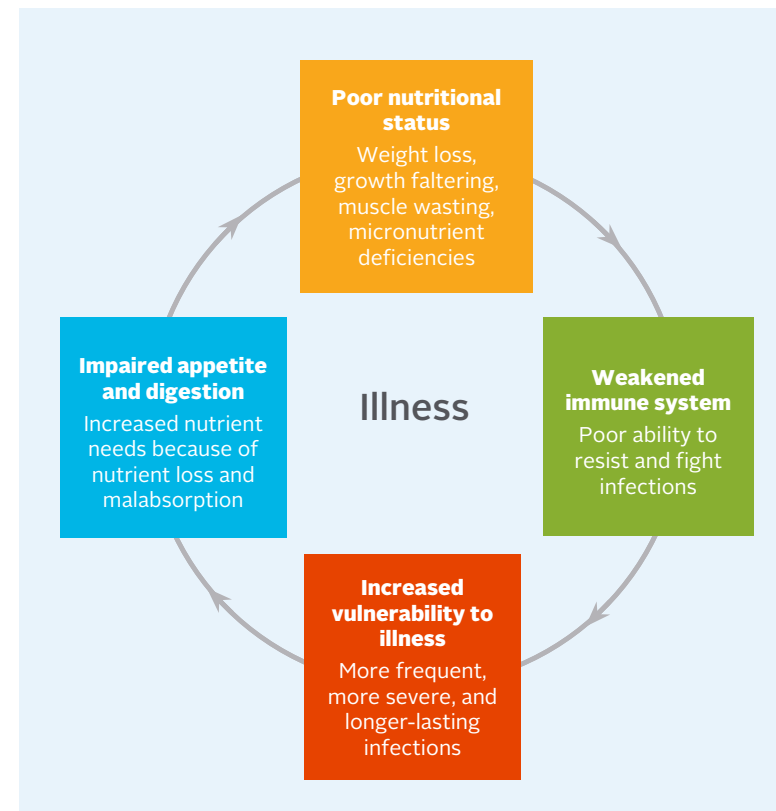 Poor nutritional
status
Weight loss,
growth faltering,
muscle wasting,
micronutrient
deficiencies
Impaired appetite
and digestion
Increased nutrient
needs because of
nutrient loss and
malabsorption
Illness
Weakened
immune system
Poor ability to
resist and fight
infections
Increased
vulnerability to
illness
More frequent,
more severe, and
longer-lasting
infections